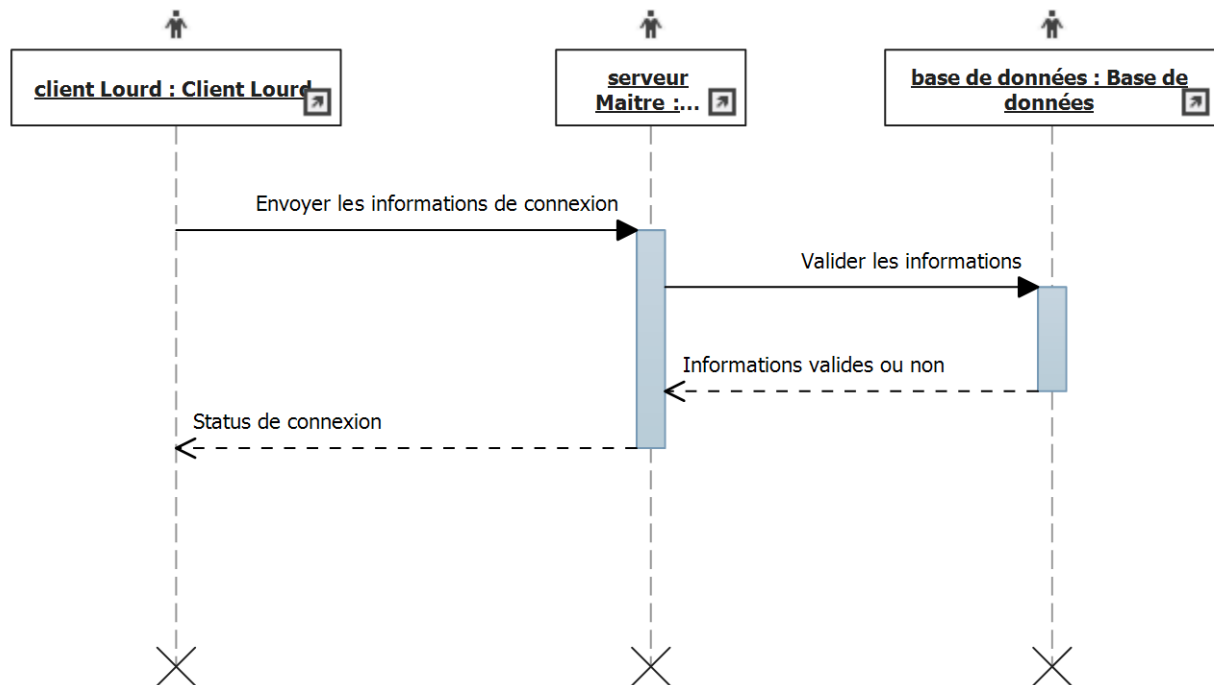 client Lourd : Client Lourd
serveur
Maitre :...
base de données : Base de
données
Envoyer les informations de connexion
Valider les informations
Informations valides ou non
Status de connexion